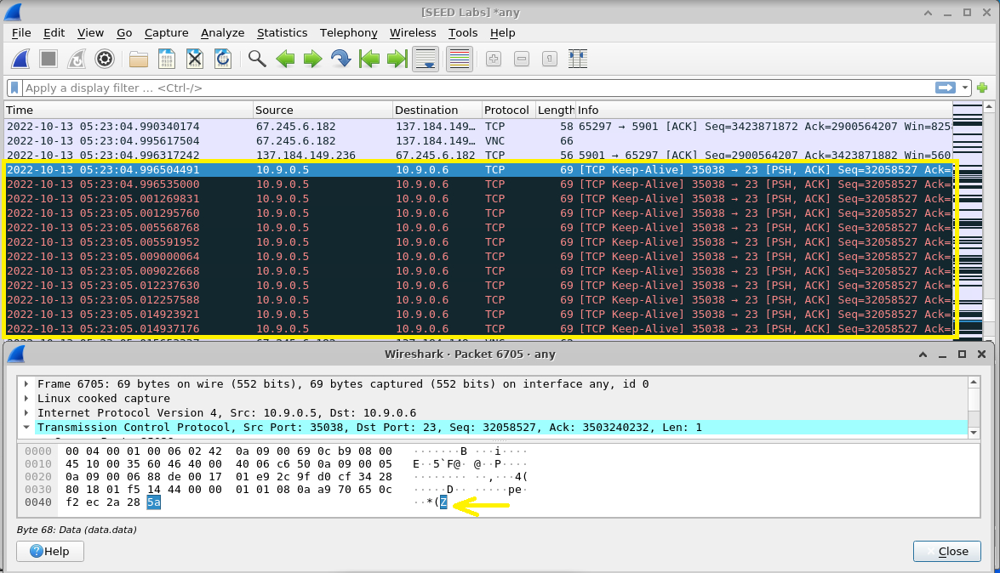 [SEED Labs] *any
File Edit View Go Capture Analyze Statistics Telephony Wireless Tools Help
Apply a display filter … <Ctrl-/>
Time Source Destination Protocol Length Info
2022-10-13 05:23:04.990340174 67.245.6.182 137.184.149… TCP 58 65297 → 5901 [ACK] Seq=3423871872 Ack=2900564207 Win=825
2022-10-13 05:23:04.995617504 67.245.6.182 137.184.149… VNC 66
2022-10-13 05:23:04.996317242 137.184.149.236 67.245.6.182 TCP 56 5901 → 65297 [ACK] Seq=2900564207 Ack=3423871882 Win=560
2022-10-13 05:23:04.996504491 10.9.0.5 10.9.0.6 TCP 69 [TCP Keep-Alive] 35038 → 23 [PSH, ACK] Seq=32058527 Ack=
2022-10-13 05:23:04.996535000 10.9.0.5 10.9.0.6 TCP 69 [TCP Keep-Alive] 35038 → 23 [PSH, ACK] Seq=32058527 Ack=
2022-10-13 05:23:05.001269831 10.9.0.5 10.9.0.6 TCP 69 [TCP Keep-Alive] 35038 → 23 [PSH, ACK] Seq=32058527 Ack=
2022-10-13 05:23:05.001295760 10.9.0.5 10.9.0.6 TCP 69 [TCP Keep-Alive] 35038 → 23 [PSH, ACK] Seq=32058527 Ack=
2022-10-13 05:23:05.005568768 10.9.0.5 10.9.0.6 TCP 69 [TCP Keep-Alive] 35038 → 23 [PSH, ACK] Seq=32058527 Ack=
2022-10-13 05:23:05.005591952 10.9.0.5 10.9.0.6 TCP 69 [TCP Keep-Alive] 35038 → 23 [PSH, ACK] Seq=32058527 Ack=
2022-10-13 05:23:05.009000064 10.9.0.5 10.9.0.6 TCP 69 [TCP Keep-Alive] 35038 → 23 [PSH, ACK] Seq=32058527 Ack=
2022-10-13 05:23:05.009022668 10.9.0.5 10.9.0.6 TCP 69 [TCP Keep-Alive] 35038 → 23 [PSH, ACK] Seq=32058527 Ack=
2022-10-13 05:23:05.012237630 10.9.0.5 10.9.0.6 TCP 69 [TCP Keep-Alive] 35038 → 23 [PSH, ACK] Seq=32058527 Ack=
2022-10-13 05:23:05.012257588 10.9.0.5 10.9.0.6 TCP 69 [TCP Keep-Alive] 35038 → 23 [PSH, ACK] Seq=32058527 Ack=
2022-10-13 05:23:05.014923921 10.9.0.5 10.9.0.6 TCP 69 [TCP Keep-Alive] 35038 → 23 [PSH, ACK] Seq=32058527 Ack=
2022-10-13 05:23:05.014937176 10.9.0.5 10.9.0.6 TCP 69 [TCP Keep-Alive] 35038 → 23 [PSH, ACK] Seq=32058527 Ack=
Wireshark · Packet 6705 · any
Frame 6705: 69 bytes on wire (552 bits), 69 bytes captured (552 bits) on interface any, id 0
Linux cooked capture
Internet Protocol Version 4, Src: 10.9.0.5, Dst: 10.9.0.6
Transmission Control Protocol, Src Port: 35038, Dst Port: 23, Seq: 32058527, Ack: 3503240232, Len: 1
0000 00 04 00 01 00 06 02 42 0a 09 00 69 0c b9 08 00 ·······B ···i····
0010 45 10 00 35 60 46 40 00 40 06 c6 50 0a 09 00 05 E··5`F@· @··P····
0020 0a 09 00 06 88 de 00 17 01 e9 2c 9f d0 cf 34 28 ········ ··,···4(
0030 80 18 01 f5 14 44 00 00 01 01 08 0a a9 70 65 0c ·····D·· ·····pe·
0040 f2 ec 2a 28 5a ··*(Z
Byte 68: Data (data.data)
Help Close